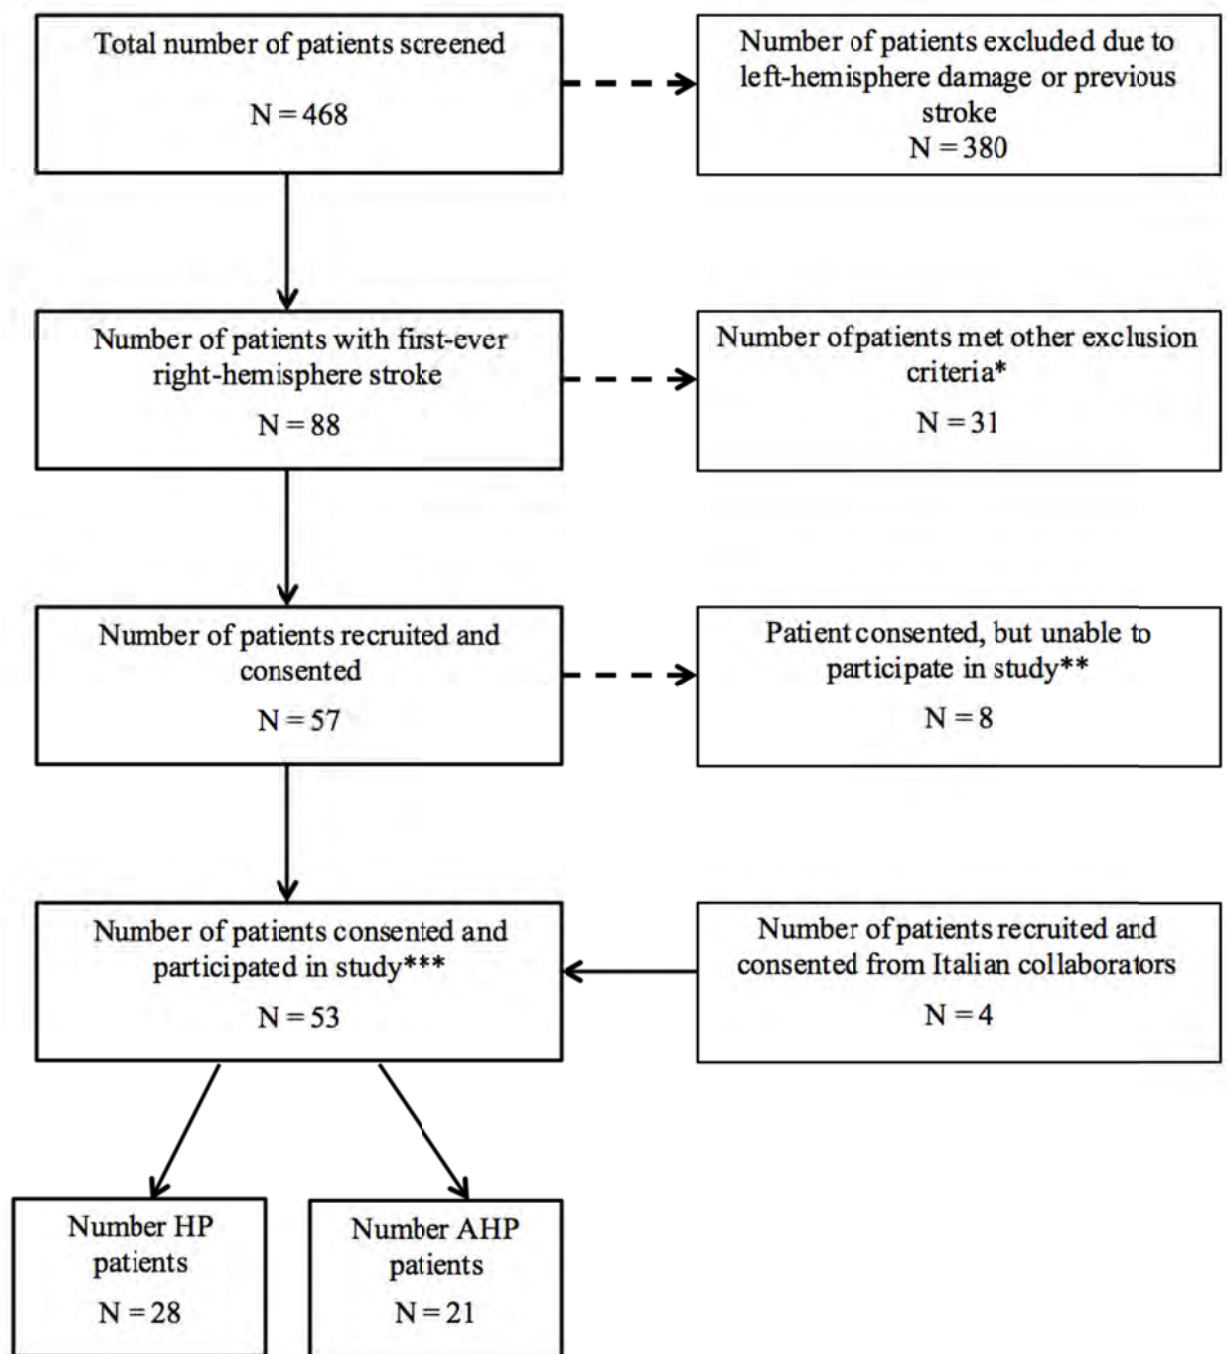 Total number of patients screened
N = 468
Number of patients excluded due to
left-hemisphere damage or previous
stroke
N = 380
Number of patients with first-ever
right-hemisphere stroke
N = 88
Number of patients met other exclusion
criteria*
N = 31
Number of patients recruited and
consented
N = 57
Patient consented, but unable to
participate in study**
N = 8
Number of patients consented and
participated in study***
N = 53
Number of patients recruited and
consented from Italian collaborators
N = 4
Number HP
patients
N = 28
Number AHP
patients
N = 21